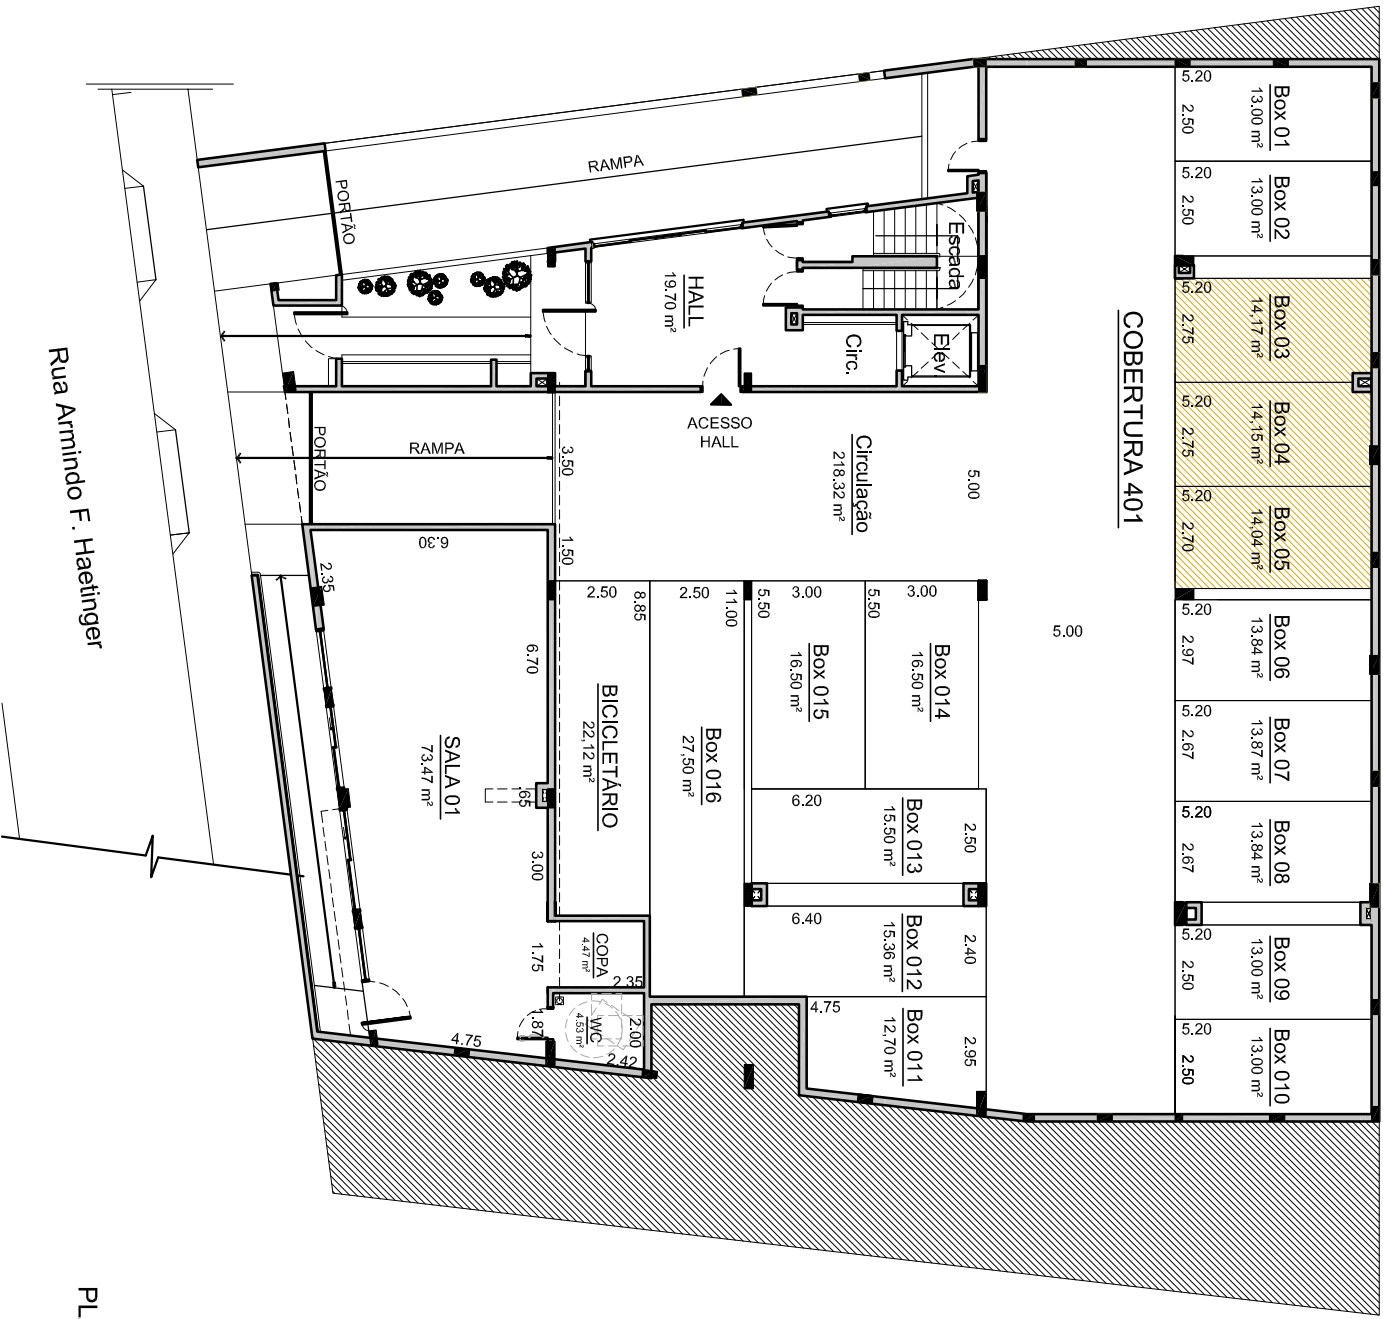 Box 01
13.00 m²
5.20
2.50
Box 02
13.00 m²
5.20
2.50
Box 03
14,17 m²
5.20
2.75
Box 04
14,15 m²
5.20
2.75
Box 05
14,04 m²
5.20
2.70
Box 06
13.84 m²
5.20
2.97
Box 07
13.87 m²
5.20
2.67
Box 08
13.84 m²
5.20
2.67
Box 09
13.00 m²
5.20
2.50
Box 010
13.00 m²
5.20
2.50
COBERTURA 401
5.00
5.00
Escada
Elév.
Circ.
HALL
19.70 m²
ACESSO
HALL
Circulação
218.32 m²
RAMPA
PORTÃO
RAMPA
PORTÃO
3.50
1.50
Box 014
16.50 m²
3.00
5.50
Box 015
16.50 m²
3.00
5.50
Box 013
15.50 m²
6.20
2.50
Box 012
15.36 m²
6.40
2.40
Box 011
12,70 m²
4.75
2.95
Box 016
27,50 m²
2.50
11.00
BICICLETÁRIO
22,12 m²
2.50
8.85
SALA 01
73.47 m²
6.30
2.35
6.70
.65
3.00
1.75
4.75
COPA
4.47 m²
2.35
WC
4.53 m²
2.00
1.87
2.42
Rua Armindo F. Haetinger
PL